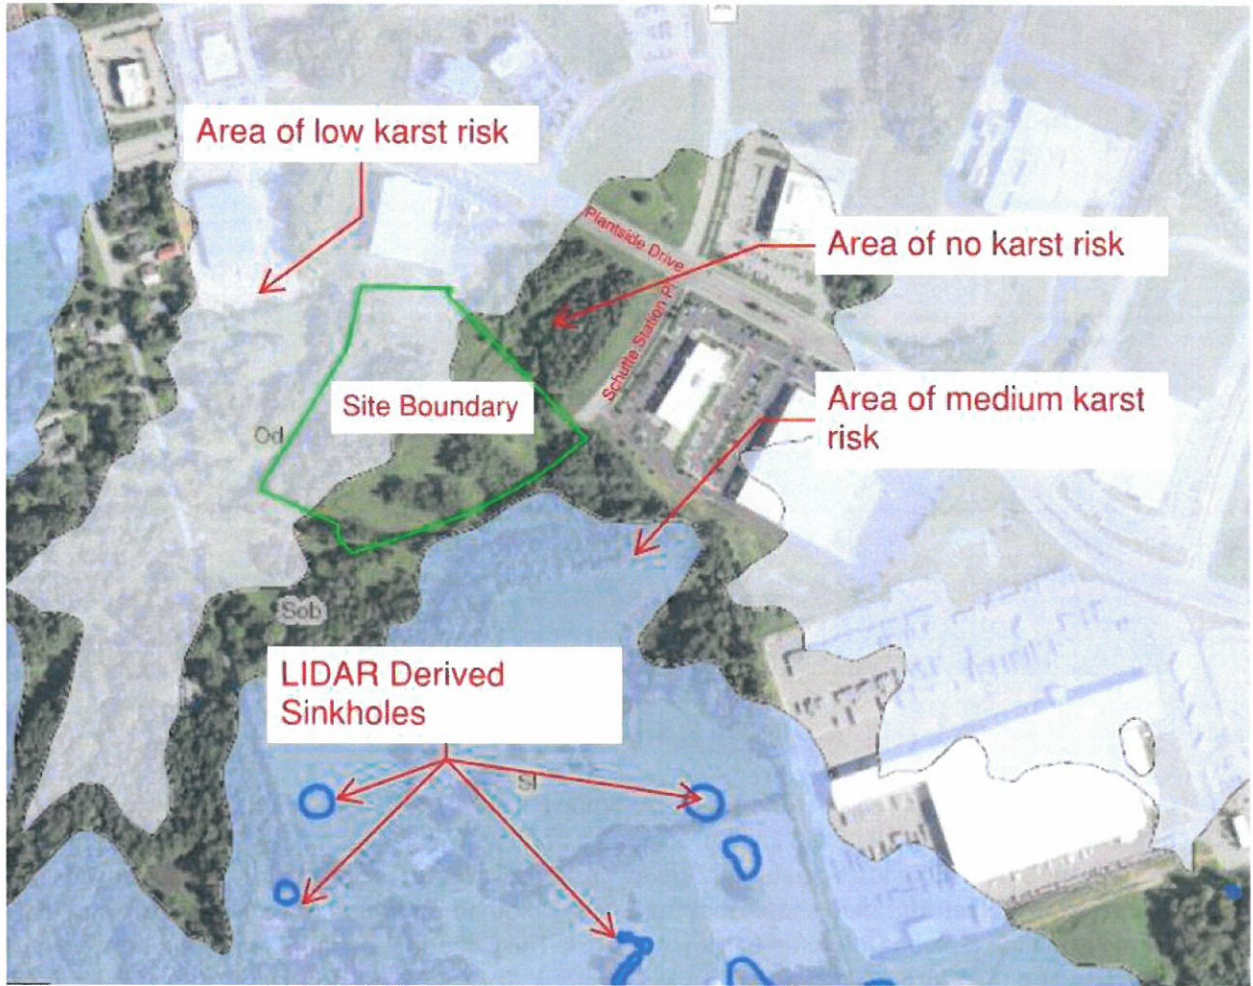 Area of low karst risk
Plantside Drive
Area of no karst risk
Schutte Station Pl
Site Boundary
Area of medium karst
risk
Od
Sob
LIDAR Derived
Sinkholes
Sl